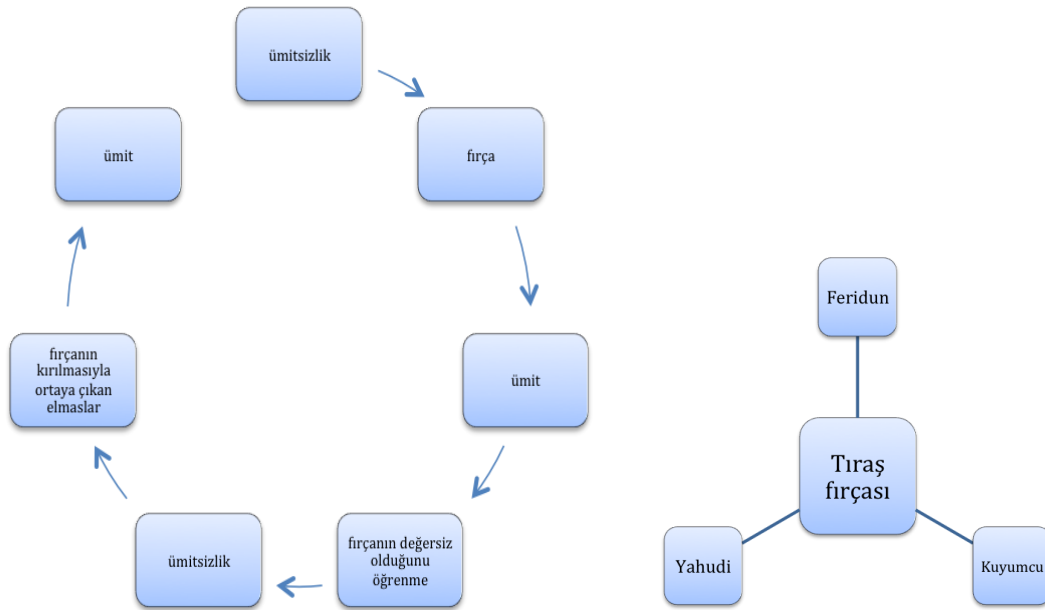 ümitsizlik
fırça
ümit
fırçanın değersiz
olduğunu
öğrenme
ümitsizlik
fırçanın
kırılmasıyla
ortaya çıkan
elmaslar
ümit
Feridun
Tıraş
fırçası
Yahudi
Kuyumcu